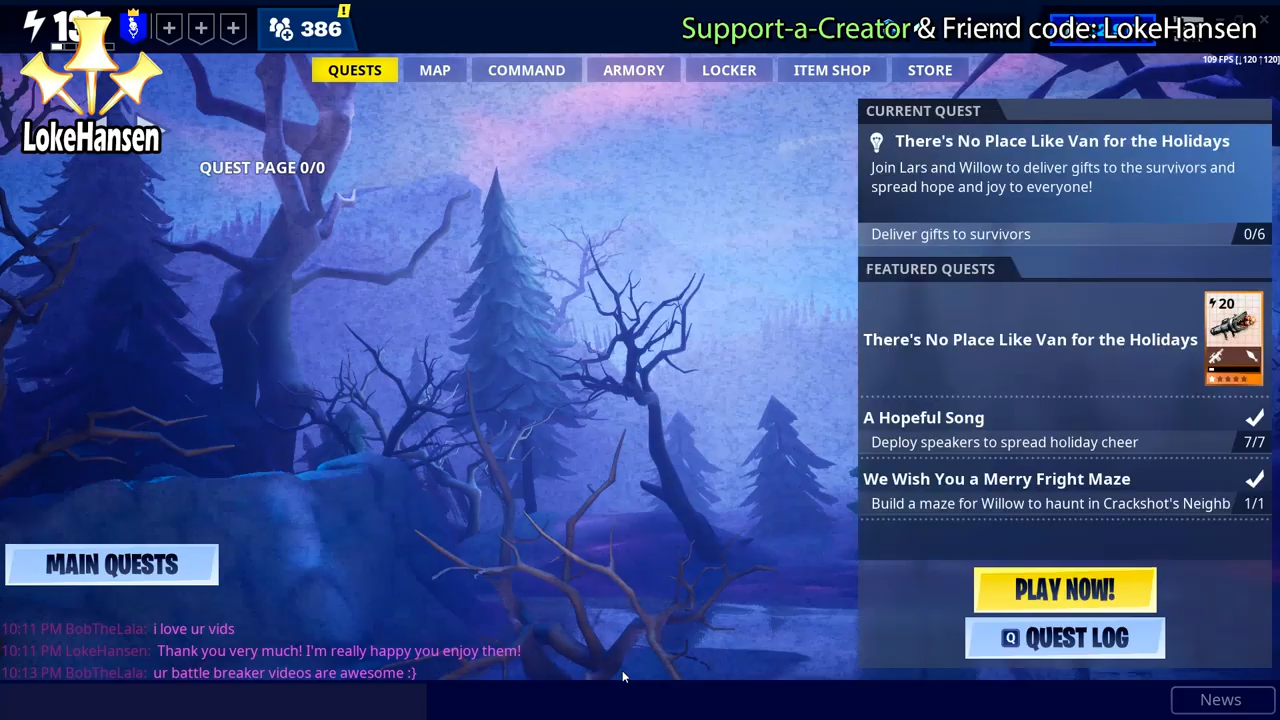 386
Support-a-Creator & Friend code: LokeHansen
QUESTS
MAP
COMMAND
ARMORY
LOCKER
ITEM SHOP
STORE
109 FPS [↓120 ↑120]
LokeHansen
QUEST PAGE 0/0
CURRENT QUEST
There's No Place Like Van for the Holidays
Join Lars and Willow to deliver gifts to the survivors and
spread hope and joy to everyone!
Deliver gifts to survivors 0/6
FEATURED QUESTS
20
There's No Place Like Van for the Holidays
A Hopeful Song
Deploy speakers to spread holiday cheer 7/7
We Wish You a Merry Fright Maze
Build a maze for Willow to haunt in Crackshot's Neighb 1/1
MAIN QUESTS
PLAY NOW!
Q QUEST LOG
10:11 PM BobTheLala: i love ur vids
10:11 PM LokeHansen: Thank you very much! I'm really happy you enjoy them!
10:13 PM BobTheLala: ur battle breaker videos are awesome :}
News